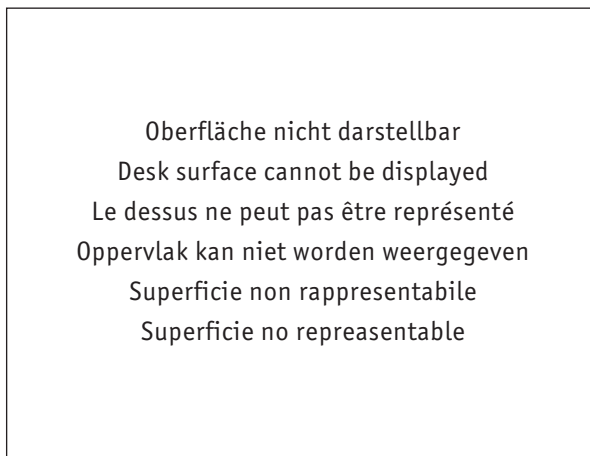 Oberfläche nicht darstellbar
Desk surface cannot be displayed
Le dessus ne peut pas être représenté
Oppervlak kan niet worden weergegeven
Superficie non rappresentabile
Superficie no repreasentable